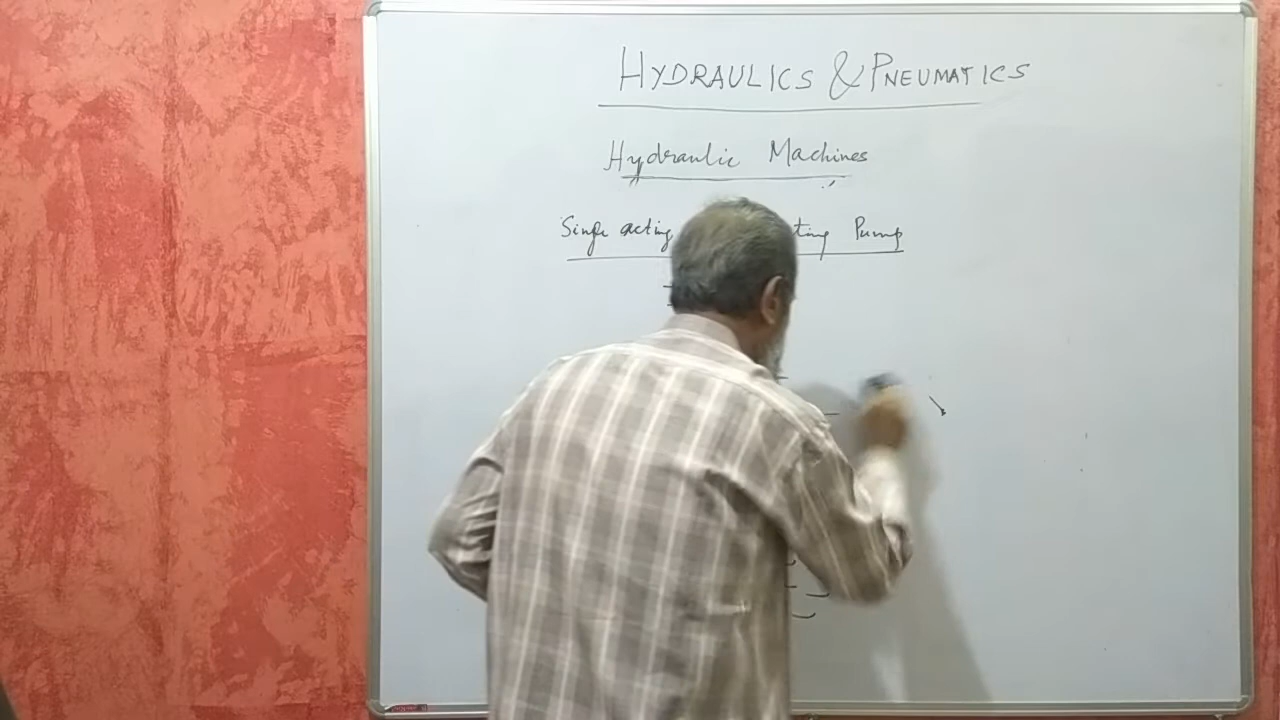 HYDRAULICS & PNEUMATICS
Hydraulic Machines
Single acting ting Pump